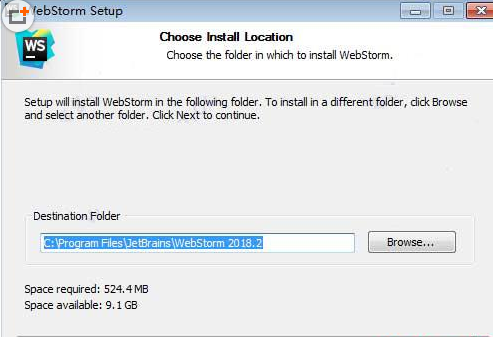 WebStorm Setup
WS
Choose Install Location
Choose the folder in which to install WebStorm.
Setup will install WebStorm in the following folder. To install in a different folder, click Browse
and select another folder. Click Next to continue.
Destination Folder
C:\Program Files\JetBrains\WebStorm 2018.2
Browse...
Space required: 524.4 MB
Space available: 9.1 GB